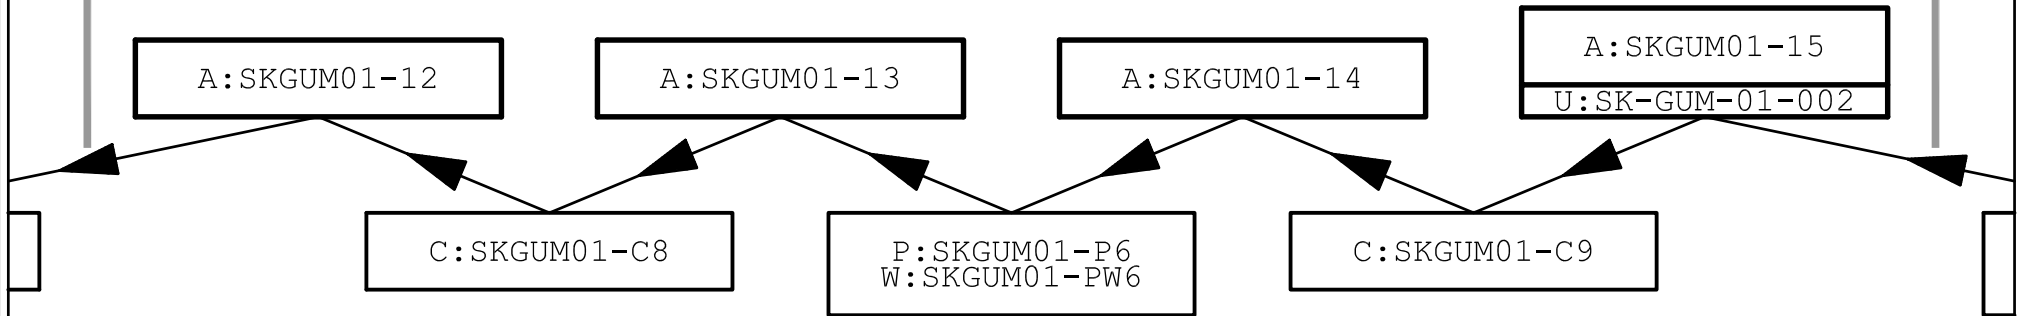 A:SKGUM01-12
A:SKGUM01-13
A:SKGUM01-14
A:SKGUM01-15
U:SK-GUM-01-002
C:SKGUM01-C8
P:SKGUM01-P6
W:SKGUM01-PW6
C:SKGUM01-C9